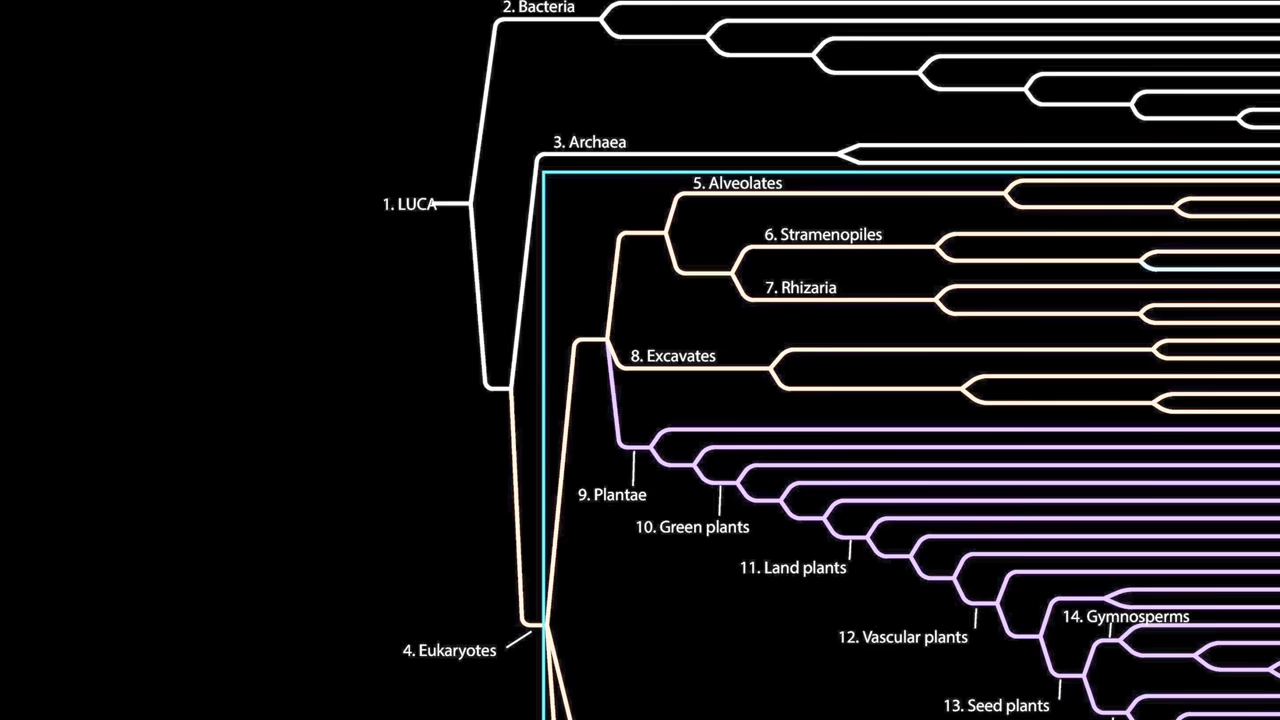 2. Bacteria
3. Archaea
5. Alveolates
1. LUCA
6. Stramenopiles
7. Rhizaria
8. Excavates
9. Plantae
10. Green plants
11. Land plants
14. Gymnosperms
12. Vascular plants
4. Eukaryotes
13. Seed plants